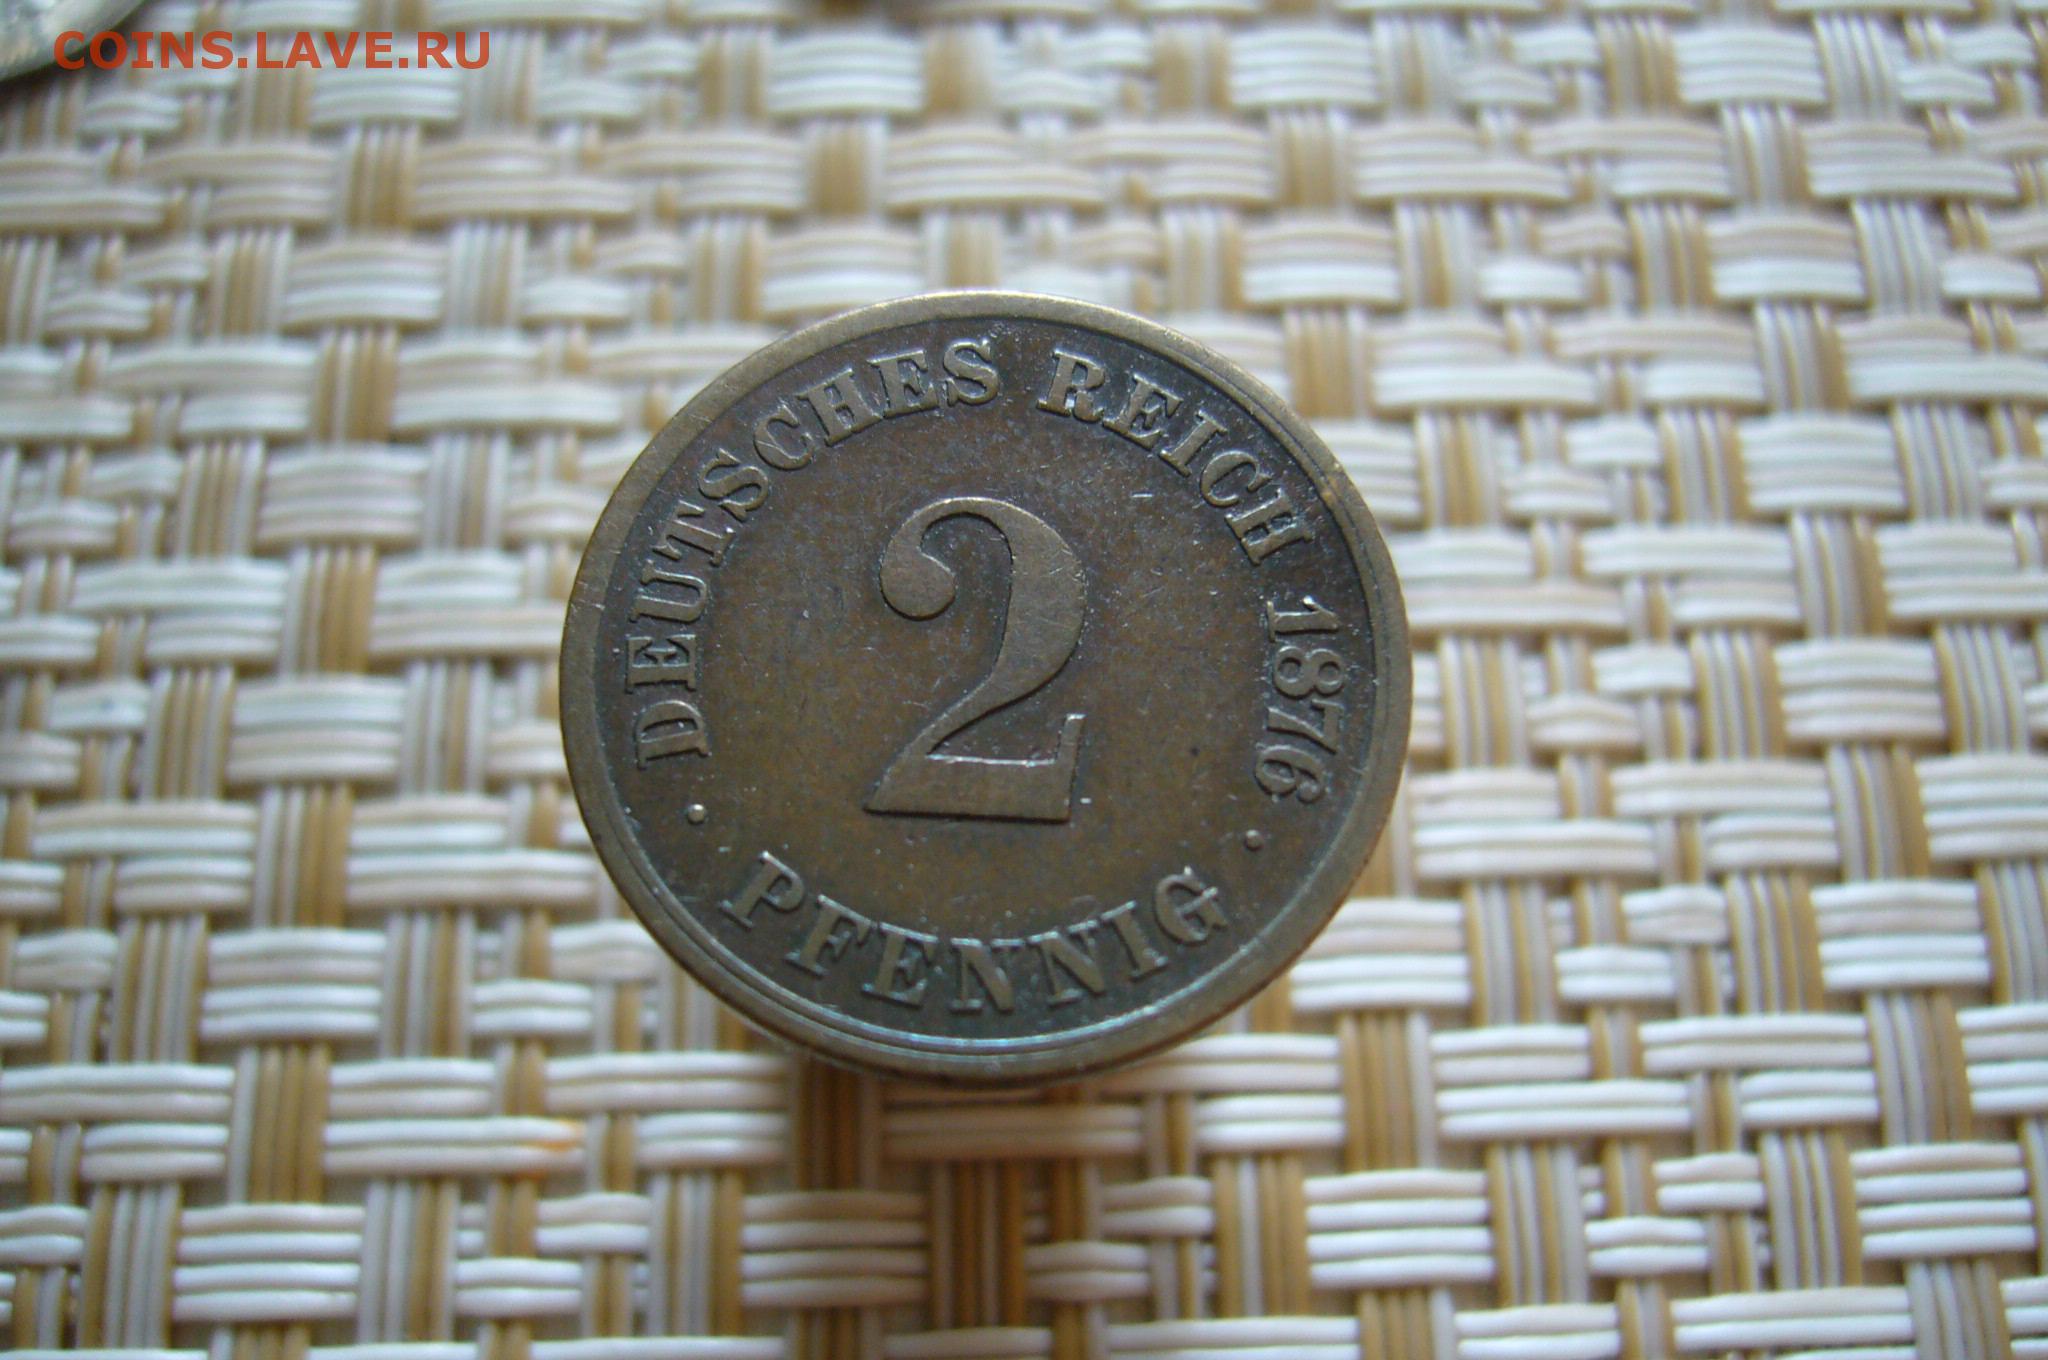 COINS.LAVE.RU
DEUTSCHES REICH 1876
2
PFENNIG